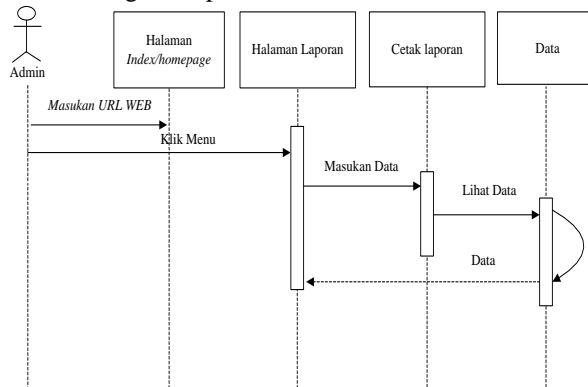 Halaman
Index/homepage
Halaman Laporan
Cetak laporan
Data
Admin
Masukan URL WEB
Klik Menu
Masukan Data
Lihat Data
Data